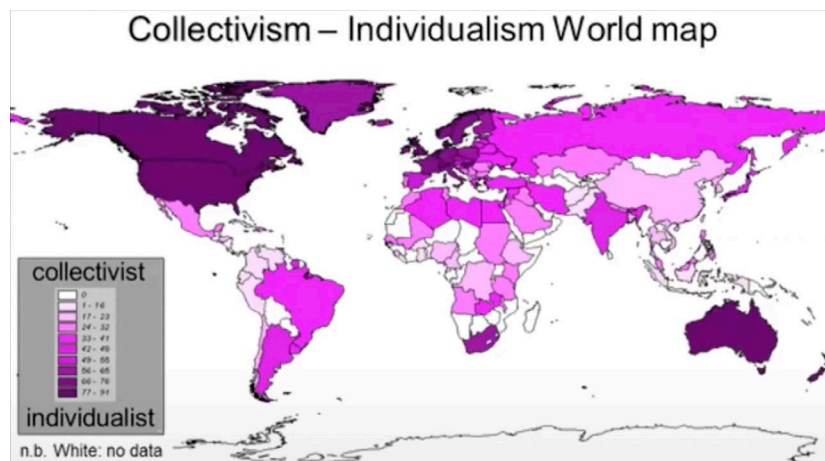 Collectivism – Individualism World map
collectivist
0
1 - 16
17 - 23
24 - 32
33 - 41
42 - 48
49 - 55
56 - 65
66 - 76
77 - 91
individualist
n.b. White: no data